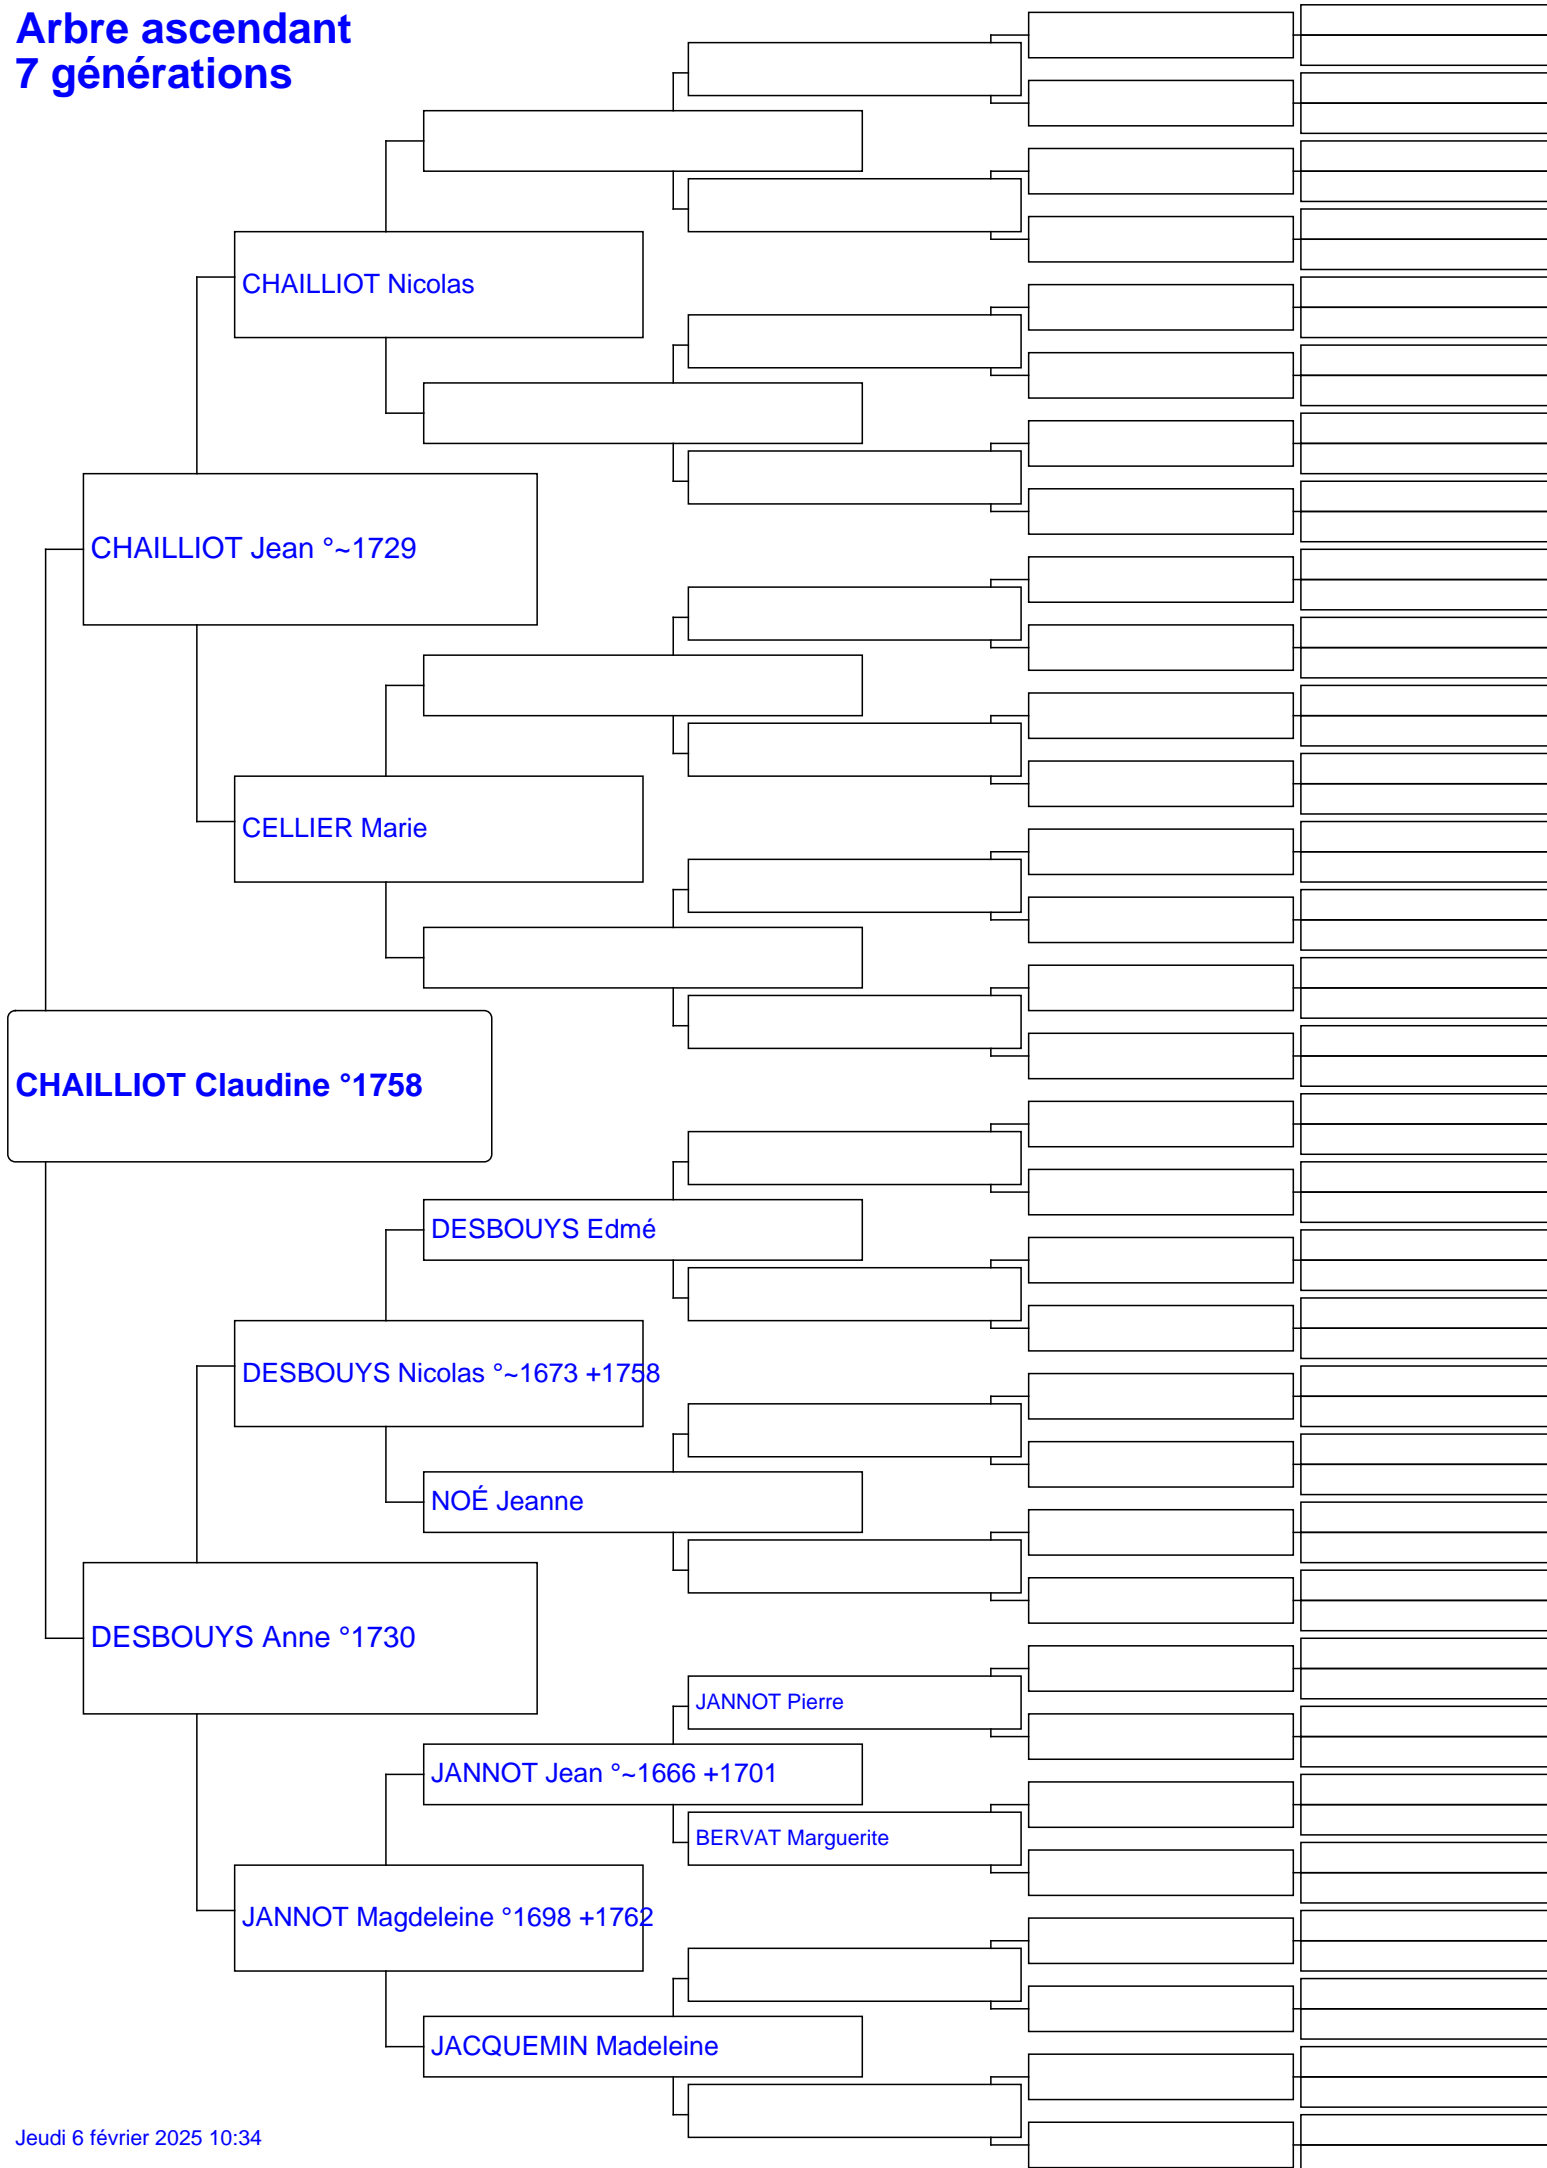 Arbre ascendant
7 générations
CHAILLIOT Nicolas
CHAILLIOT Jean °~1729
CELLIER Marie
CHAILLIOT Claudine °1758
DESBOUYS Edmé
DESBOUYS Nicolas °~1673 +1758
NOÉ Jeanne
DESBOUYS Anne °1730
JANNOT Pierre
JANNOT Jean °~1666 +1701
BERVAT Marguerite
JANNOT Magdeleine °1698 +1762
JACQUEMIN Madeleine
Jeudi 6 février 2025 10:34